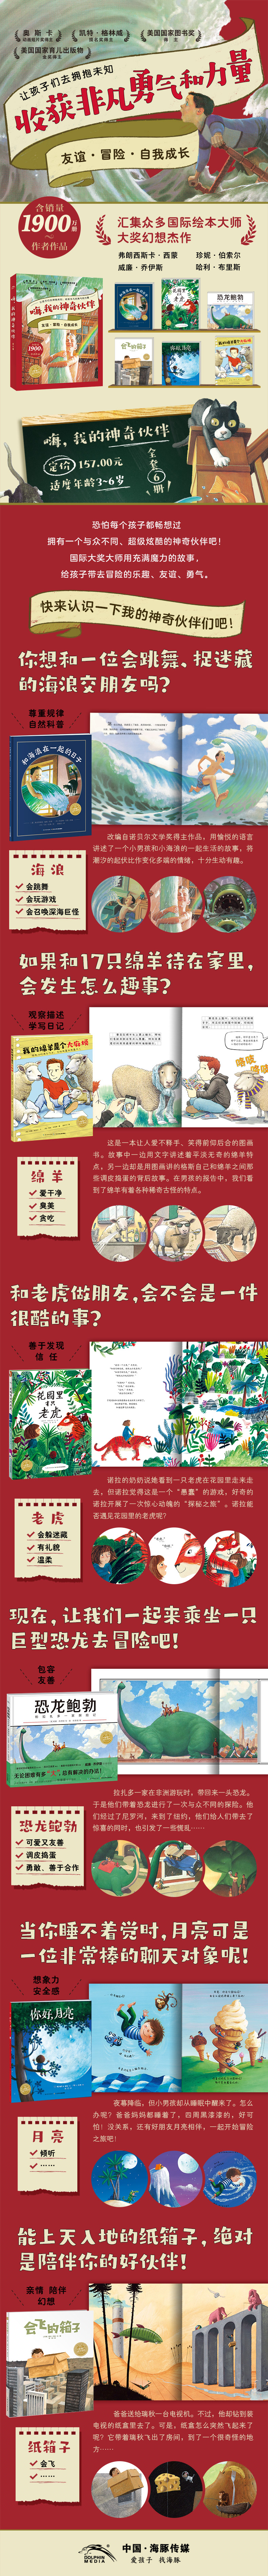 奥斯卡
动画短片奖得主
凯特·格林威
提名奖得主
美国国家图书奖
得主
美国国家育儿出版物
金奖得主
让孩子们去拥抱未知
收获非凡勇气和力量
友谊·冒险·自我成长
含销量
1900万册
作者作品
汇集众多国际绘本大师
大奖幻想杰作
弗朗西斯卡·西蒙
珍妮·伯索尔
威廉·乔伊斯
哈利·布里斯
嗨,我的神奇伙伴
友谊·冒险·自我成长
恐龙鲍勃
会飞的箱子
你好,月亮
嗨,我的神奇伙伴
定价 157.00元
全套6册
适度年龄3~6岁
恐怕每个孩子都畅想过
拥有一个与众不同、超级炫酷的神奇伙伴吧!
国际大奖大师用充满魔力的故事,
给孩子带去冒险的乐趣、友谊、勇气。
快来认识一下我的神奇伙伴们吧!
你想和一位会跳舞、捉迷藏
的海浪交朋友吗?
尊重规律
自然科普
和海浪在一起的日子
改编自诺贝尔文学奖得主作品,用愉悦的语言
讲述了一个小男孩和小海浪的一起生活的故事,将
潮汐的起伏比作变化多端的情绪,十分生动有趣。
海浪
会跳舞
会玩游戏
会召唤深海巨怪
如果和17只绵羊待在家里,
会发生怎么趣事?
观察描述
学写日记
我的绵羊是个大麻烦
这是一本让人爱不释手、笑得前仰后合的图画
书。故事中一边用文字讲述着平淡无奇的绵羊特
点,另一边却是用图画讲的格斯自己和绵羊之间那
些调皮捣蛋的背后故事。在男孩的报告中,我们看
到了绵羊有着各种稀奇古怪的特点。
绵羊
爱干净
臭美
贪吃
和老虎做朋友,会不会是一件
很酷的事?
善于发现
信任
花园里有只老虎
诺拉的奶奶说她看到一只老虎在花园里走来走
去,但诺拉觉得这是一个“愚蠢”的游戏,好奇的
诺拉开展了一次惊心动魄的“探秘之旅”。诺拉能
否遇见花园里的老虎呢?
老虎
会躲迷藏
有礼貌
温柔
现在,让我们一起来乘坐一只
巨型恐龙去冒险吧!
包容
友善
恐龙鲍勃
拉扎多一家在非洲游玩时,带回来一头恐龙。
于是他们带着恐龙进行了一次与众不同的探险。他
们经过了尼罗河,来到了纽约,他们给人们带去了
惊喜的同时,也引发了一些慌乱……
恐龙鲍勃
可爱又友善
调皮捣蛋
勇敢、善于合作
当你睡不着觉时,月亮可是
一位非常棒的聊天对象呢!
想象力
安全感
你好,月亮
夜幕降临,但小男孩却从睡眠中醒来了。怎么
办呢?爸爸妈妈都睡着了,四周黑漆漆的,好可
怕!没关系,还有好朋友月亮相伴,一起开始冒险
之旅吧!
月亮
倾听
……
能上天入地的纸箱子,绝对
是陪伴你的好伙伴!
亲情 陪伴
幻想
会飞的箱子
爸爸送给瑞秋一台电视机。不过,他却钻到装
电视的纸盒里去了。可是,纸盒怎么突然飞起来了
呢?它带着瑞秋飞出了房间,到了一个很奇怪的地
方……
纸箱子
会飞
……
DOLPHIN MEDIA
中国·海豚传媒
爱孩子 找海豚